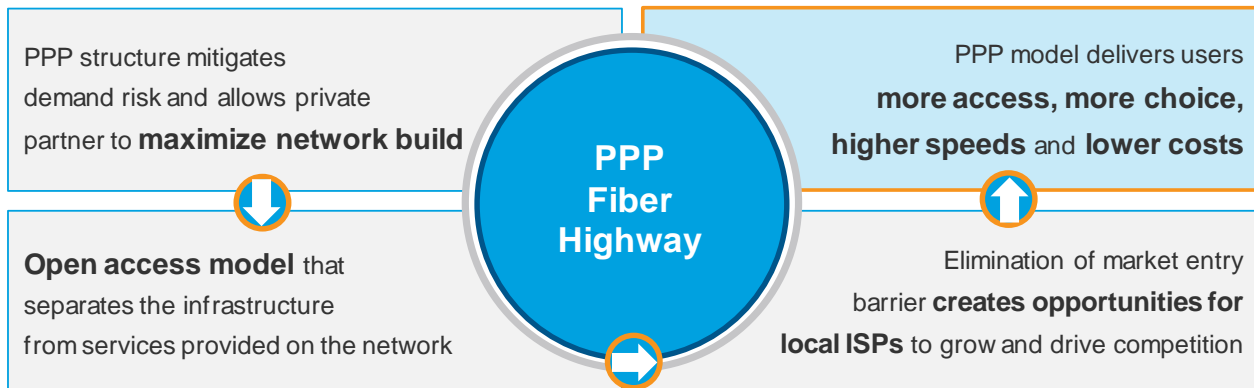 PPP structure mitigates
demand risk and allows private
partner to maximize network build
Open access model that
separates the infrastructure
from services provided on the network
PPP
Fiber
Highway
Elimination of market entry
barrier creates opportunities for
local ISPs to grow and drive competition
PPP model delivers users
more access, more choice,
higher speeds and lower costs